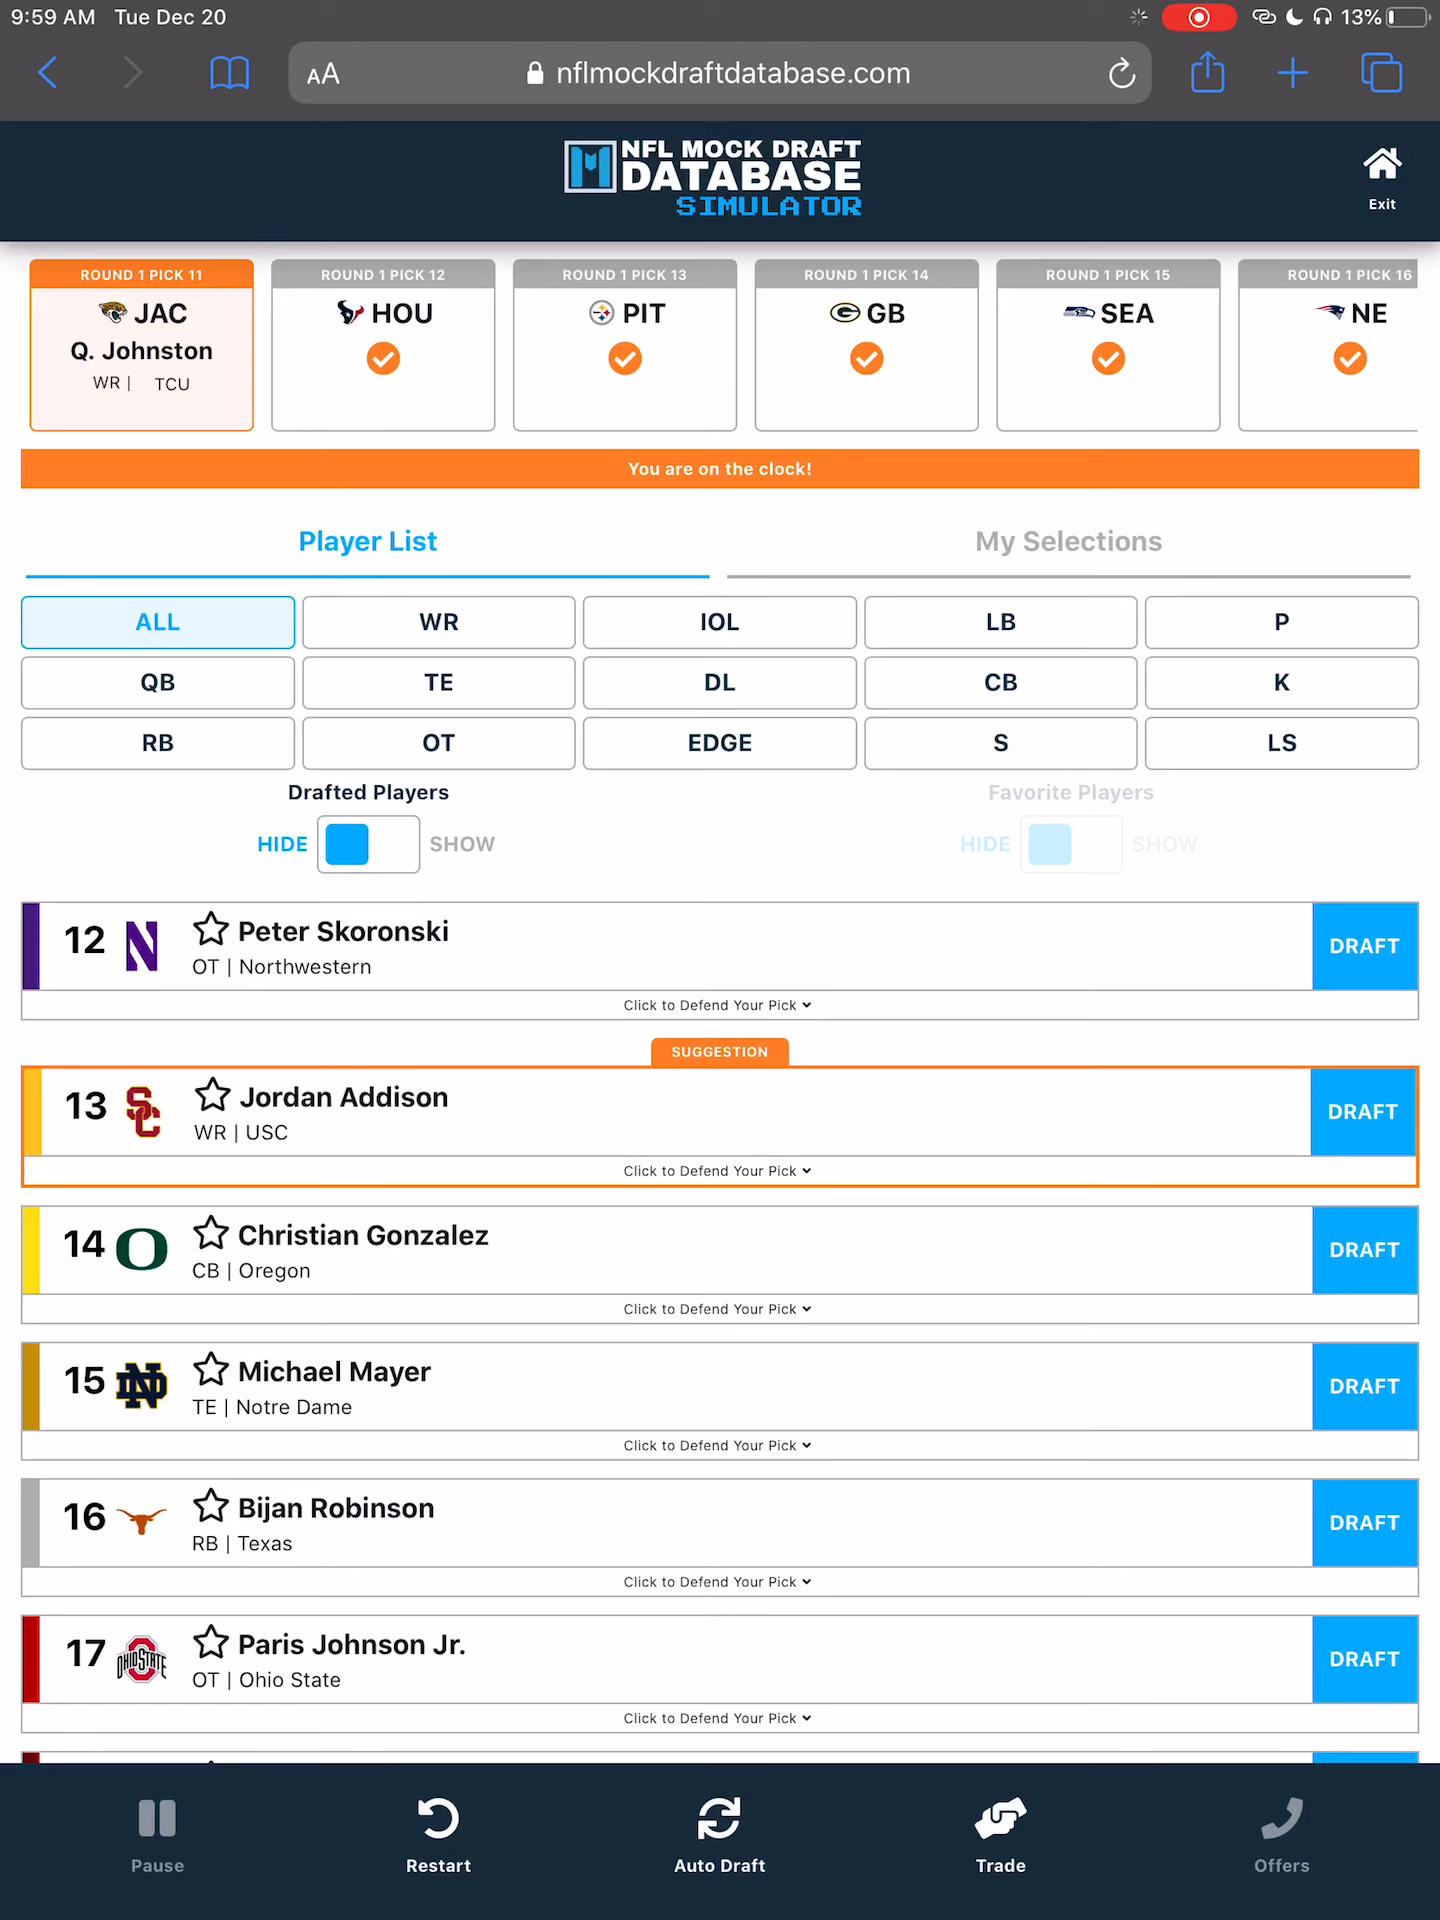 9:59 AM Tue Dec 20 13%
AA nflmockdraftdatabase.com
NFL MOCK DRAFT
DATABASE
SIMULATOR
Exit
ROUND 1 PICK 11 ROUND 1 PICK 12 ROUND 1 PICK 13 ROUND 1 PICK 14 ROUND 1 PICK 15 ROUND 1 PICK 16
JAC HOU PIT GB SEA NE
Q. Johnston
WR | TCU
You are on the clock!
Player List My Selections
ALL WR IOL LB P
QB TE DL CB K
RB OT EDGE S LS
Drafted Players Favorite Players
HIDE SHOW HIDE SHOW
12 Peter Skoronski DRAFT
OT | Northwestern
Click to Defend Your Pick
SUGGESTION
13 Jordan Addison DRAFT
WR | USC
Click to Defend Your Pick
14 Christian Gonzalez DRAFT
CB | Oregon
Click to Defend Your Pick
15 Michael Mayer DRAFT
TE | Notre Dame
Click to Defend Your Pick
16 Bijan Robinson DRAFT
RB | Texas
Click to Defend Your Pick
17 OHIO STATE Paris Johnson Jr. DRAFT
OT | Ohio State
Click to Defend Your Pick
Pause Restart Auto Draft Trade Offers